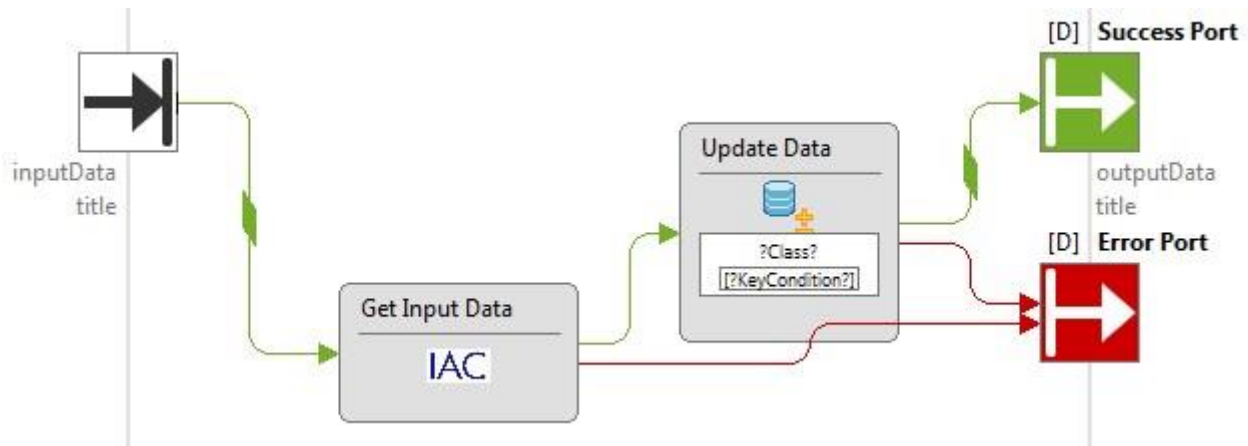 [D] Success Port
inputData
title
Update Data
?Class?
[?KeyCondition?]
outputData
title
[D] Error Port
Get Input Data
IAC